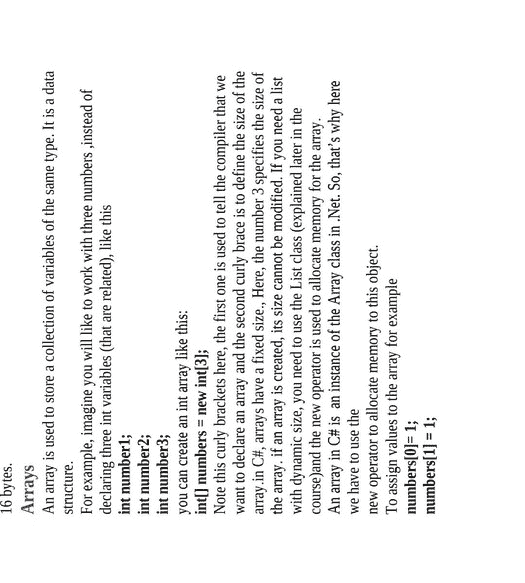 16 bytes.
Arrays
An array is used to store a collection of variables of the same type. It is a data
structure.
For example, imagine you will like to work with three numbers ,instead of
declaring three int variables (that are related), like this
int number1;
int number2;
int number3;
you can create an int array like this:
int[] numbers = new int[3];
Note this curly brackets here, the first one is used to tell the compiler that we
want to declare an array and the second curly brace is to define the size of the
array in C#, arrays have a fixed size., Here, the number 3 specifies the size of
the array. if an array is created, its size cannot be modified. If you need a list
with dynamic size, you need to use the List class (explained later in the
course)and the new operator is used to allocate memory for the array.
An array in C# is an instance of the Array class in .Net. So, that's why here
we have to use the
new operator to allocate memory to this object.
To assign values to the array for example
numbers[0]= 1;
numbers[1] = 1;